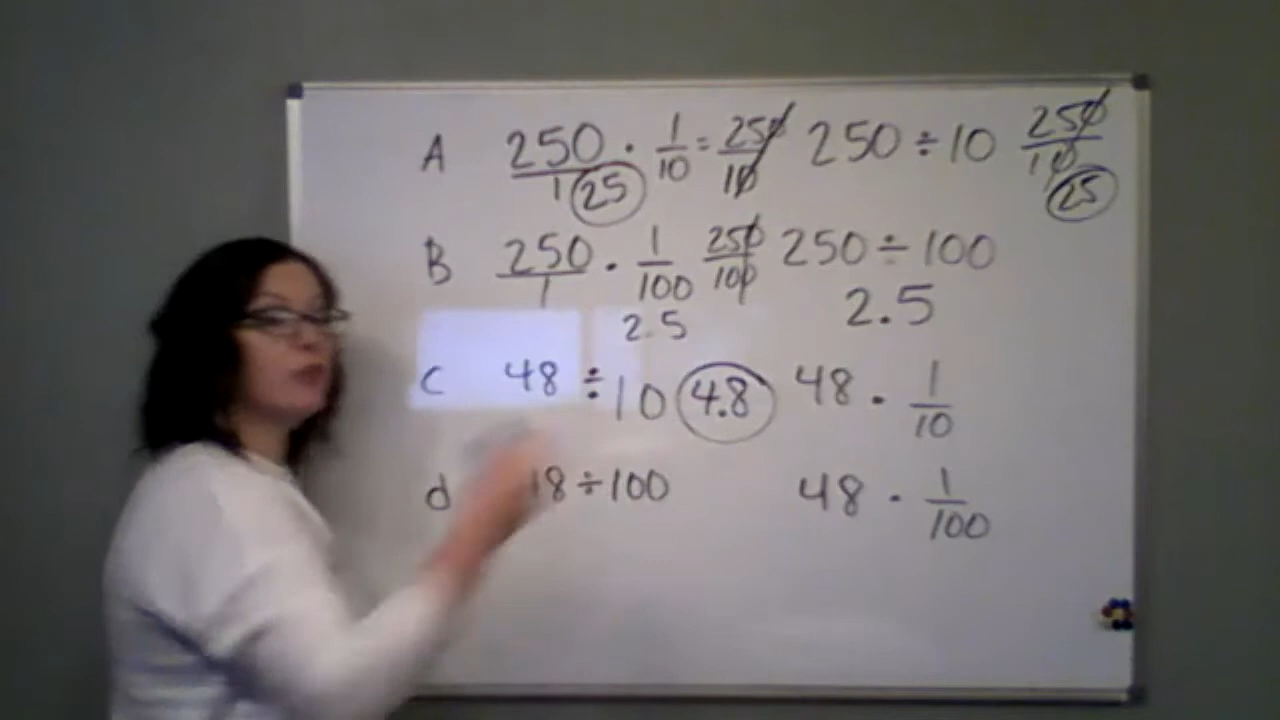 A 250/1 · 1/10 = 250/10 250 ÷ 10 250/10
25 25
B 250/1 · 1/100 250/100 250 ÷ 100
2.5 2.5
C 48 ÷ 10 4.8 48 · 1/10
d 48 ÷ 100 48 · 1/100